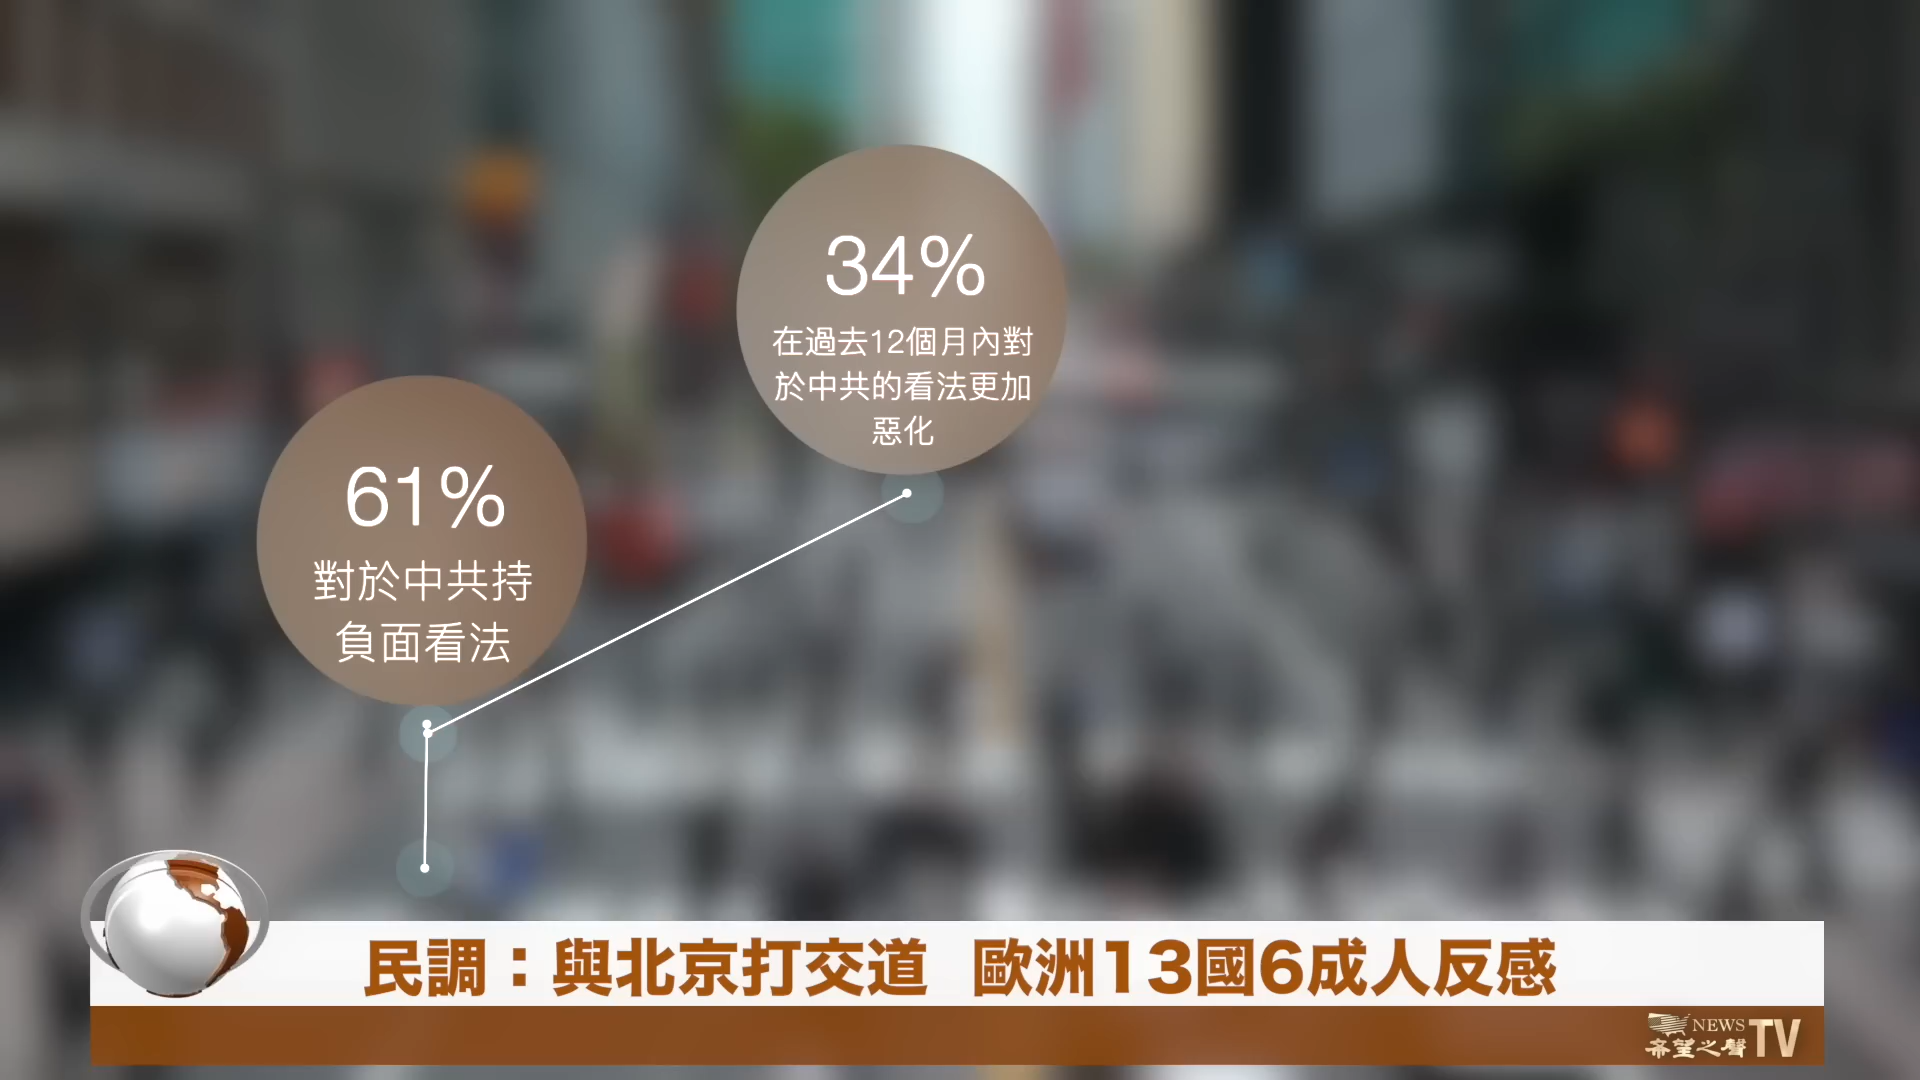 34%
在過去12個月內對
於中共的看法更加
惡化
61%
對於中共持
負面看法
民調：與北京打交道 歐洲13國6成人反感
NEWS
希望之聲 TV